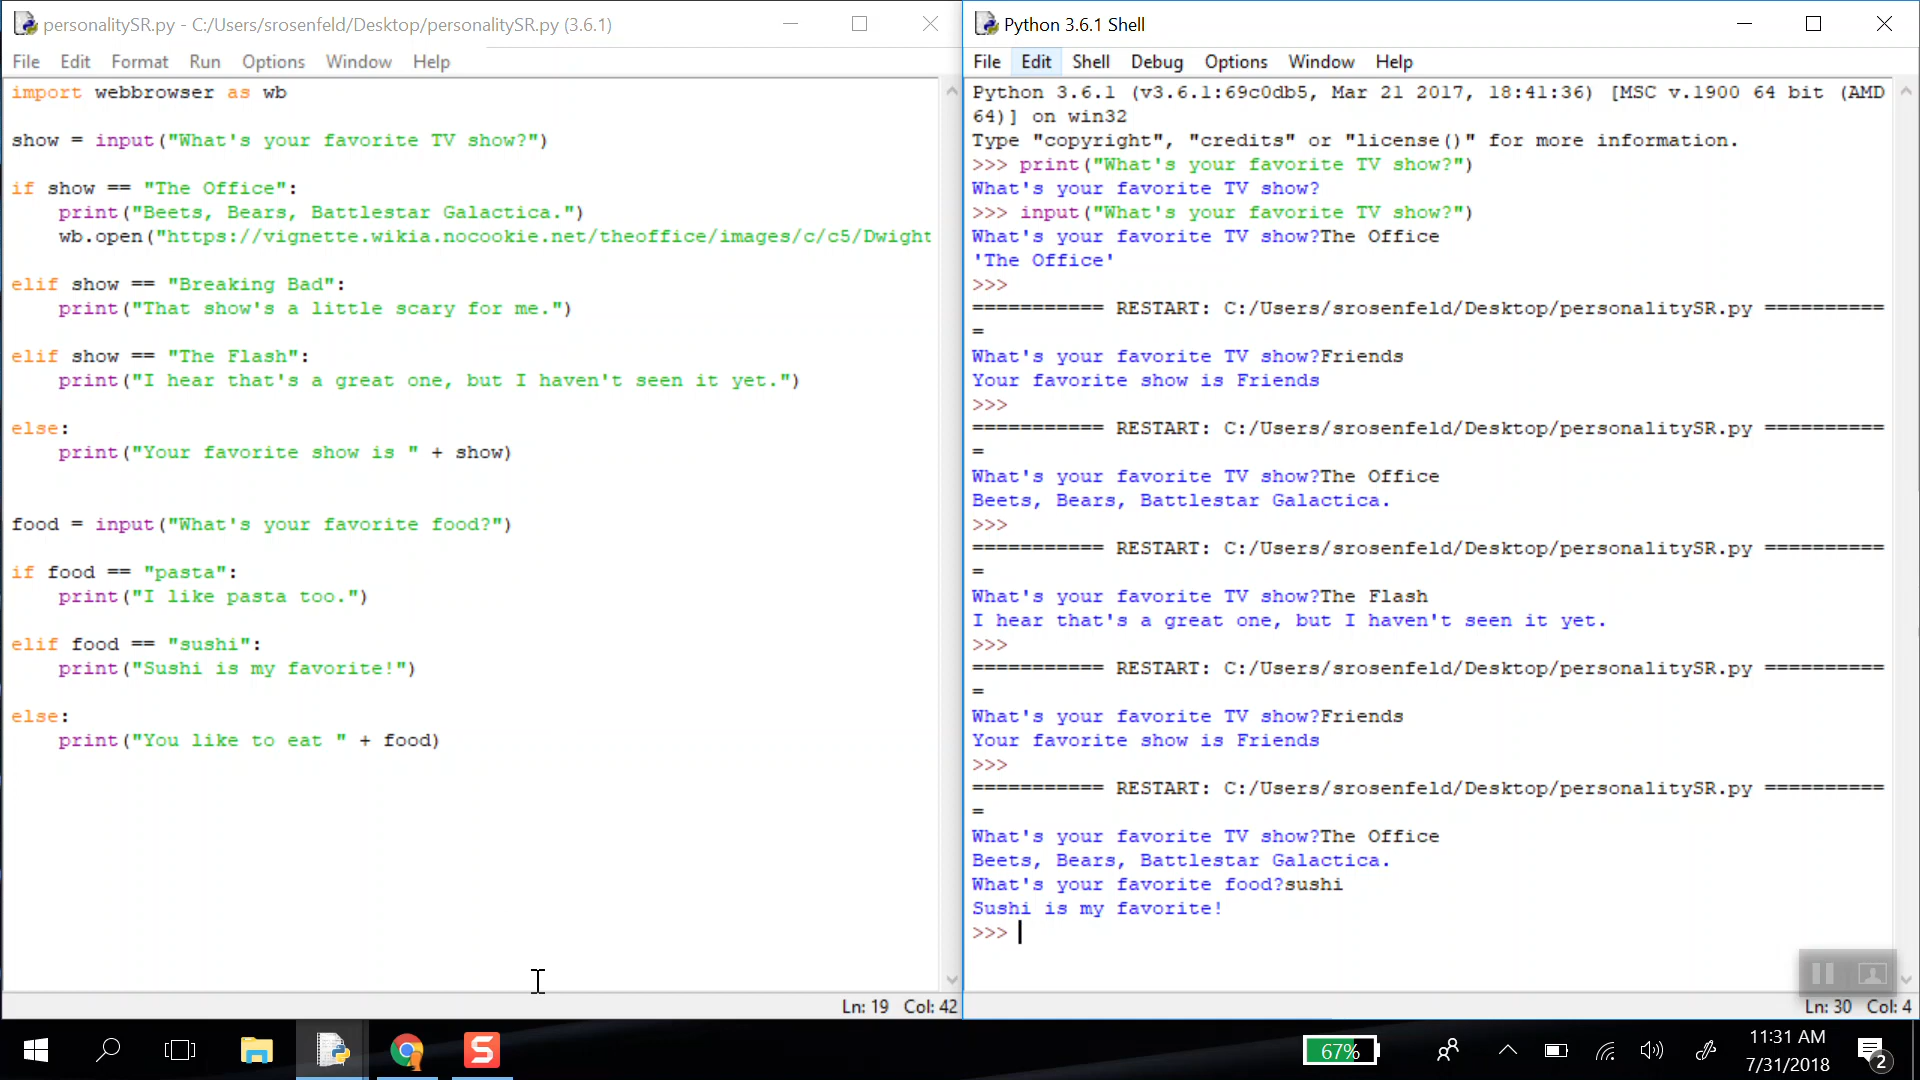 personalitySR.py - C:/Users/srosenfeld/Desktop/personalitySR.py (3.6.1)
File Edit Format Run Options Window Help
import webbrowser as wb
show = input("What's your favorite TV show?")
if show == "The Office":
    print("Beets, Bears, Battlestar Galactica.")
    wb.open("https://vignette.wikia.nocookie.net/theoffice/images/c/c5/Dwight
elif show == "Breaking Bad":
    print("That show's a little scary for me.")
elif show == "The Flash":
    print("I hear that's a great one, but I haven't seen it yet.")
else:
    print("Your favorite show is " + show)
food = input("What's your favorite food?")
if food == "pasta":
    print("I like pasta too.")
elif food == "sushi":
    print("Sushi is my favorite!")
else:
    print("You like to eat " + food)
Ln: 19 Col: 42
Python 3.6.1 Shell
File Edit Shell Debug Options Window Help
Python 3.6.1 (v3.6.1:69c0db5, Mar 21 2017, 18:41:36) [MSC v.1900 64 bit (AMD
64)] on win32
Type "copyright", "credits" or "license()" for more information.
>>> print("What's your favorite TV show?")
What's your favorite TV show?
>>> input("What's your favorite TV show?")
What's your favorite TV show?The Office
'The Office'
>>>
=========== RESTART: C:/Users/srosenfeld/Desktop/personalitySR.py ==========
=
What's your favorite TV show?Friends
Your favorite show is Friends
>>>
=========== RESTART: C:/Users/srosenfeld/Desktop/personalitySR.py ==========
=
What's your favorite TV show?The Office
Beets, Bears, Battlestar Galactica.
>>>
=========== RESTART: C:/Users/srosenfeld/Desktop/personalitySR.py ==========
=
What's your favorite TV show?The Flash
I hear that's a great one, but I haven't seen it yet.
>>>
=========== RESTART: C:/Users/srosenfeld/Desktop/personalitySR.py ==========
=
What's your favorite TV show?Friends
Your favorite show is Friends
>>>
=========== RESTART: C:/Users/srosenfeld/Desktop/personalitySR.py ==========
=
What's your favorite TV show?The Office
Beets, Bears, Battlestar Galactica.
What's your favorite food?sushi
Sushi is my favorite!
>>>
Ln: 30 Col: 4
S
67%
11:31 AM
7/31/2018
2